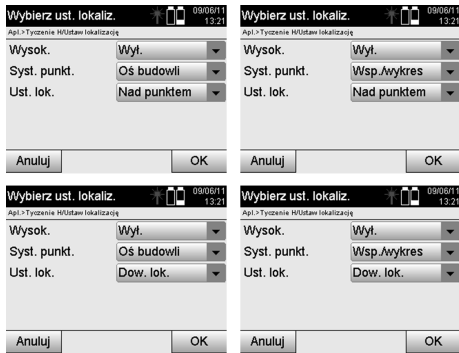 Wybierz ust. lokaliz. 09/06/11 13:21
Apl.>Tyczenie H/Ustaw lokalizację
Wysok. Wył.
Syst. punkt. Oś budowli
Ust. lok. Nad punktem
Anuluj OK
Wybierz ust. lokaliz. 09/06/11 13:21
Apl.>Tyczenie H/Ustaw lokalizację
Wysok. Wył.
Syst. punkt. Wsp./wykres
Ust. lok. Nad punktem
Anuluj OK
Wybierz ust. lokaliz. 09/06/11 13:21
Apl.>Tyczenie H/Ustaw lokalizację
Wysok. Wył.
Syst. punkt. Oś budowli
Ust. lok. Dow. lok.
Anuluj OK
Wybierz ust. lokaliz. 09/06/11 13:21
Apl.>Tyczenie H/Ustaw lokalizację
Wysok. Wył.
Syst. punkt. Wsp./wykres
Ust. lok. Dow. lok.
Anuluj OK